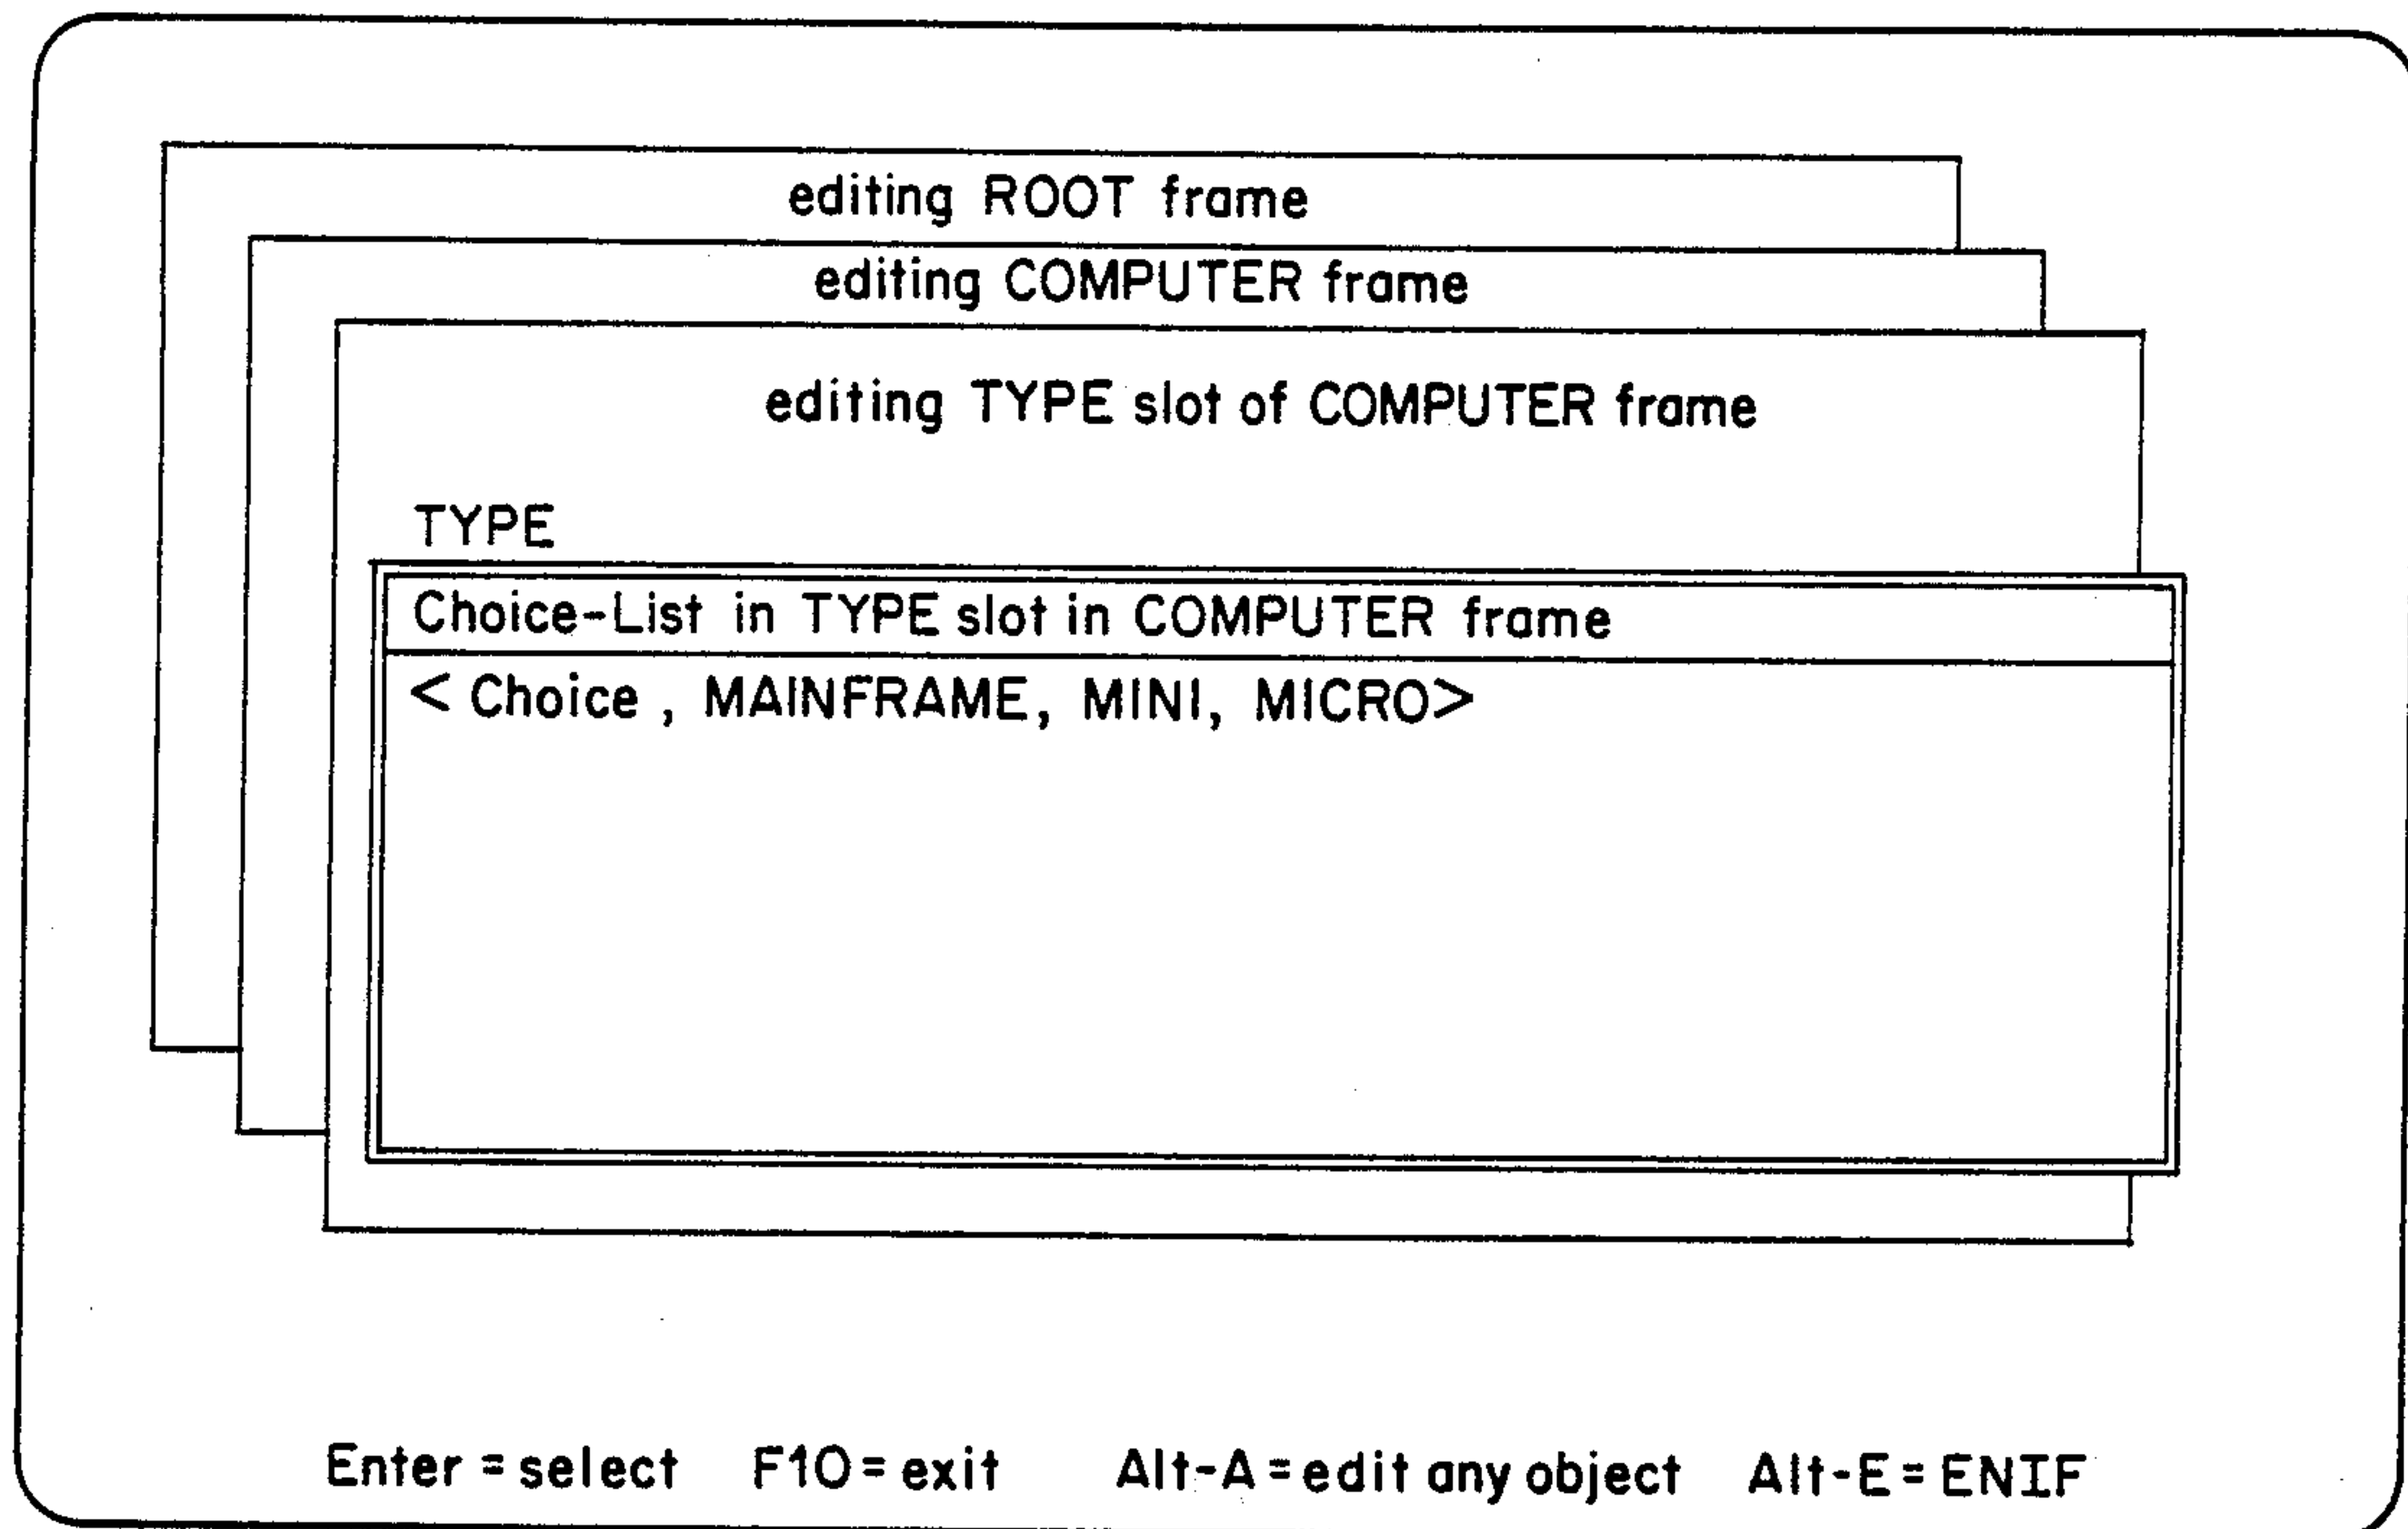 editing ROOT frame
editing COMPUTER frame
editing TYPE slot of COMPUTER frame
TYPE
Choice-List in TYPE slot in COMPUTER frame
< Choice , MAINFRAME, MINI, MICRO>
Enter = select F10 = exit Alt-A = edit any object Alt-E = ENIF